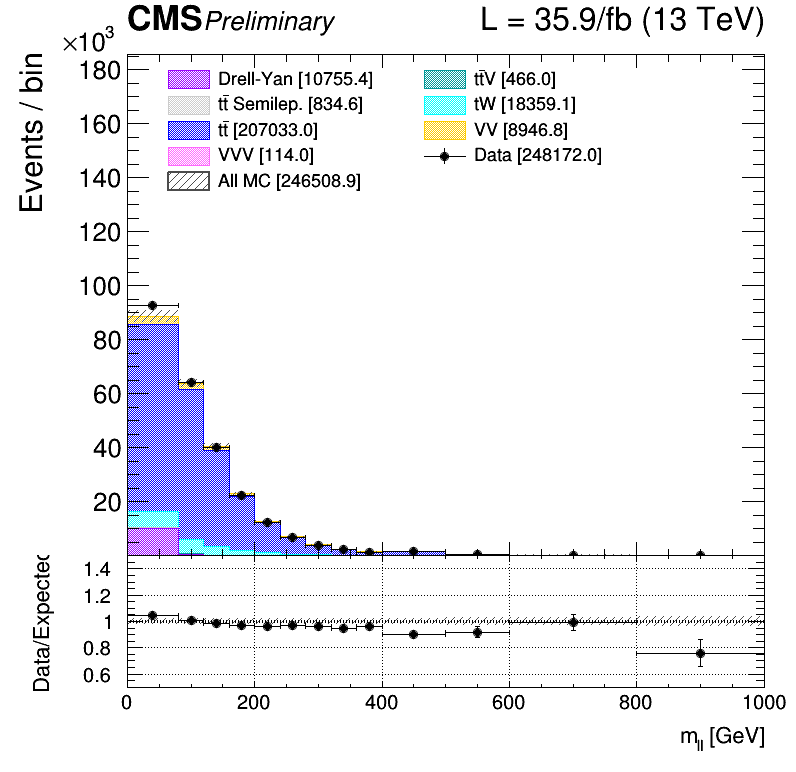 CMS Preliminary L = 35.9/fb (13 TeV)
×10³
Events / bin
180
160
140
120
100
80
60
40
20
Drell-Yan [10755.4]
tt̄ Semilep. [834.6]
tt̄ [207033.0]
VVV [114.0]
All MC [246508.9]
tt̄V [466.0]
tW [18359.1]
VV [8946.8]
Data [248172.0]
Data/Expected
1.4
1.2
1
0.8
0.6
0 200 400 600 800 1000
m_ll [GeV]